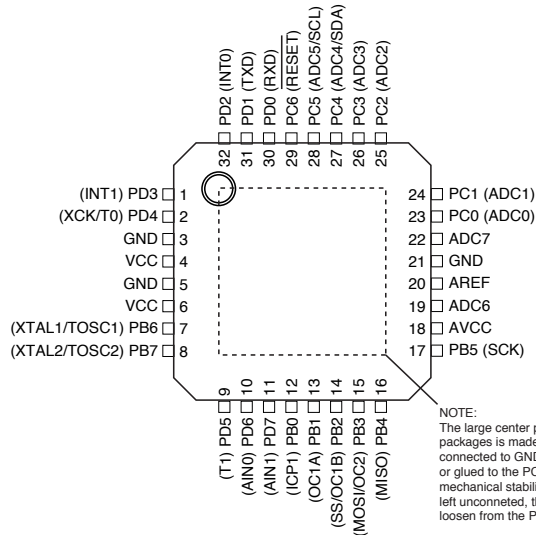 PD2 (INT0)
PD1 (TXD)
PD0 (RXD)
PC6 (RESET)
PC5 (ADC5/SCL)
PC4 (ADC4/SDA)
PC3 (ADC3)
PC2 (ADC2)
32
31
30
29
28
27
26
25
(INT1) PD3 1
(XCK/T0) PD4 2
GND 3
VCC 4
GND 5
VCC 6
(XTAL1/TOSC1) PB6 7
(XTAL2/TOSC2) PB7 8
24 PC1 (ADC1)
23 PC0 (ADC0)
22 ADC7
21 GND
20 AREF
19 ADC6
18 AVCC
17 PB5 (SCK)
9
10
11
12
13
14
15
16
(T1) PD5
(AIN0) PD6
(AIN1) PD7
(ICP1) PB0
(OC1A) PB1
(SS/OC1B) PB2
(MOSI/OC2) PB3
(MISO) PB4
NOTE:
The large center
packages is made
connected to GND
or glued to the PC
mechanical stabili
left unconneted, th
loosen from the P